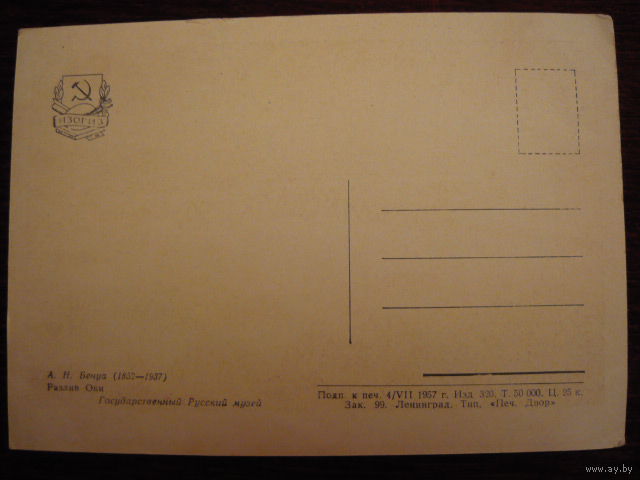 ИЗОГИЗ
А. Н. Бенуа (1852—1937)
Разлив Оки
Государственный Русский музей
Подп. к печ. 4/VII 1957 г. Изд 320. Т. 50 000. Ц. 25 к.
Зак. 99. Ленинград. Тип. «Печ. Двор»
www.ay.by